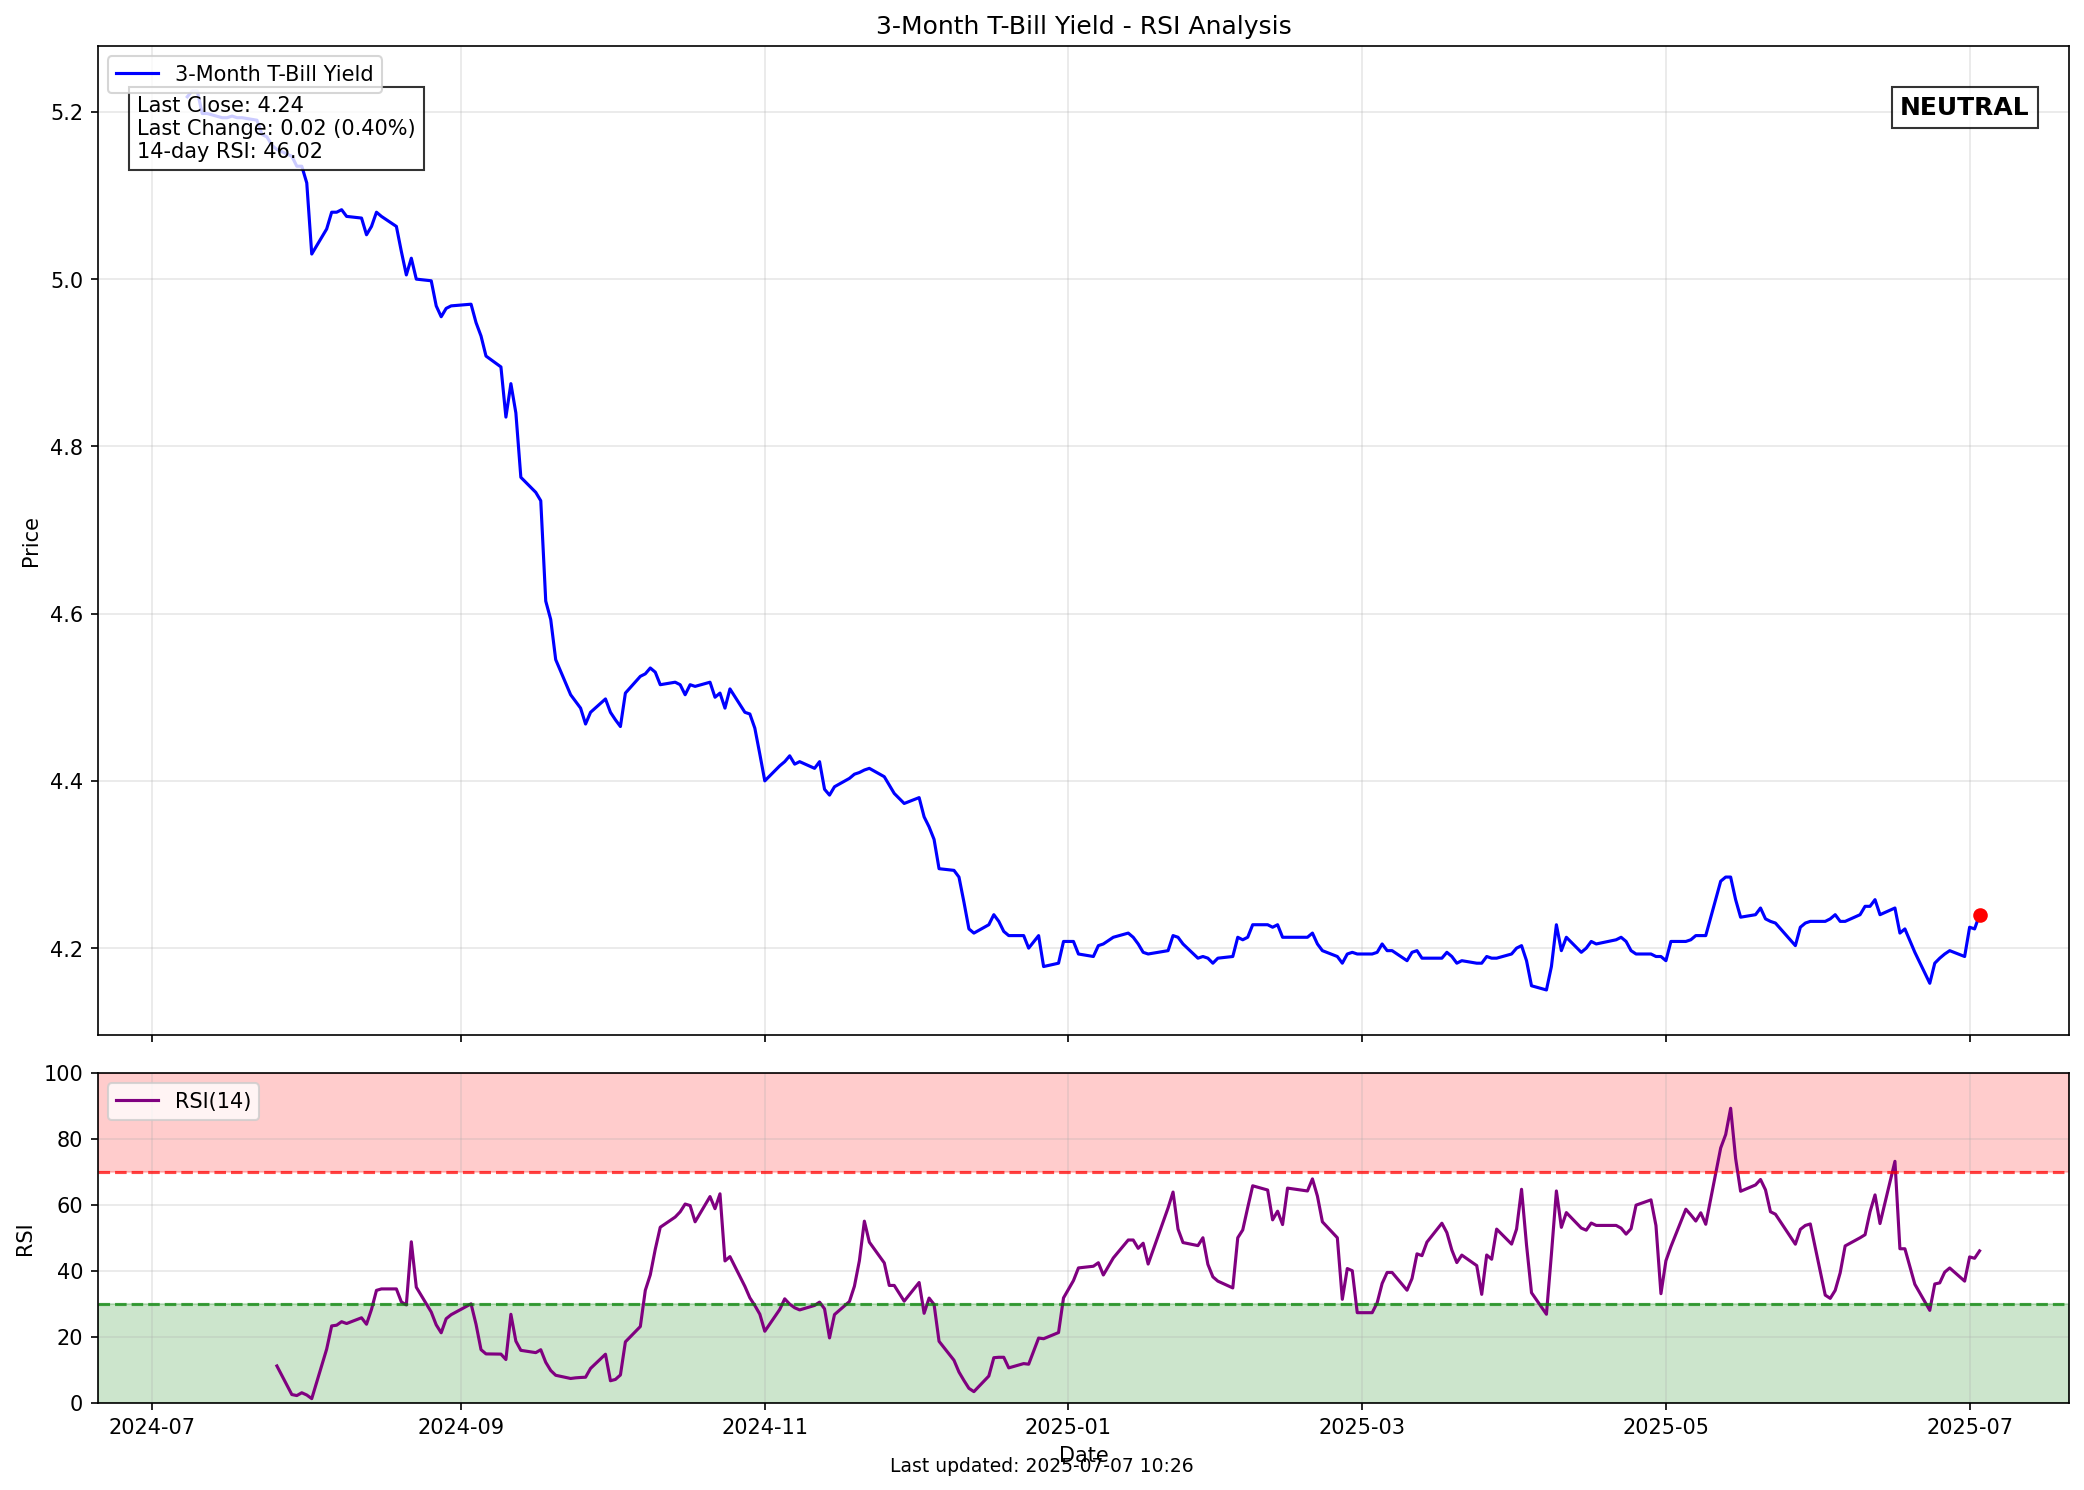 3-Month T-Bill Yield - RSI Analysis
3-Month T-Bill Yield
Last Close: 4.24
Last Change: 0.02 (0.40%)
14-day RSI: 46.02
NEUTRAL
Price
5.2
5.0
4.8
4.6
4.4
4.2
RSI(14)
RSI
100
80
60
40
20
0
2024-07
2024-09
2024-11
2025-01
2025-03
2025-05
2025-07
Date
Last updated: 2025-07-07 10:26